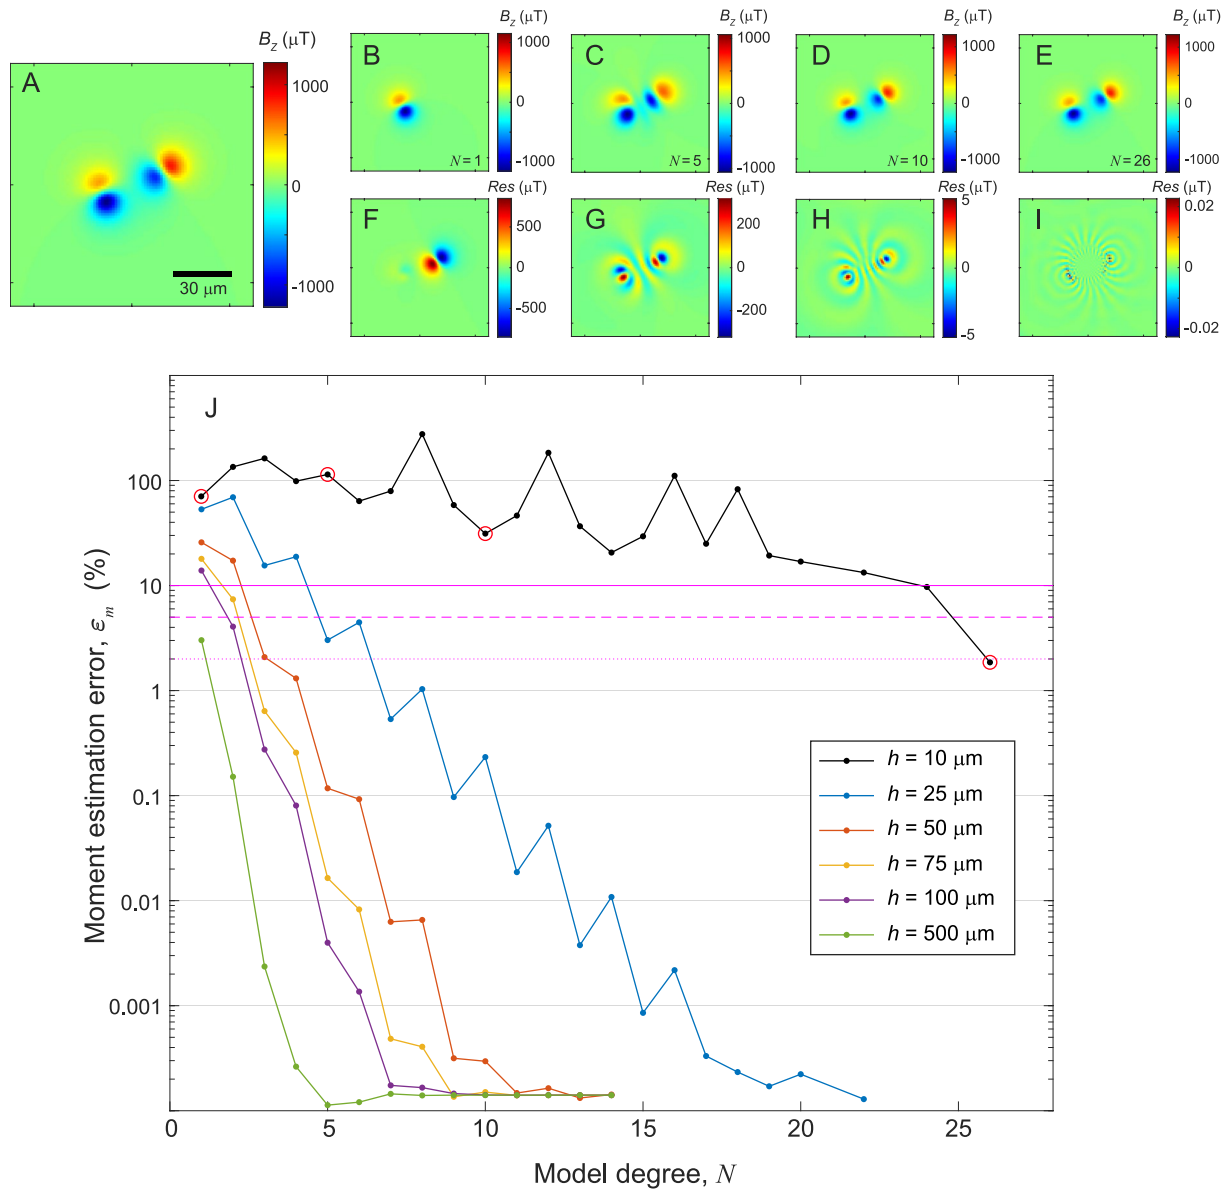 A
B_Z (μT)
1000
0
-1000
30 μm
B
N = 1
B_Z (μT)
1000
0
-1000
C
N = 5
B_Z (μT)
1000
500
0
-500
-1000
D
N = 10
B_Z (μT)
1000
0
-1000
E
N = 26
B_Z (μT)
1000
0
-1000
F
Res (μT)
500
0
-500
G
Res (μT)
200
0
-200
H
Res (μT)
5
0
-5
I
Res (μT)
0.02
0
-0.02
J
Moment estimation error, ε_m (%)
100
10
1
0.1
0.01
0.001
h = 10 μm
h = 25 μm
h = 50 μm
h = 75 μm
h = 100 μm
h = 500 μm
0 5 10 15 20 25
Model degree, N